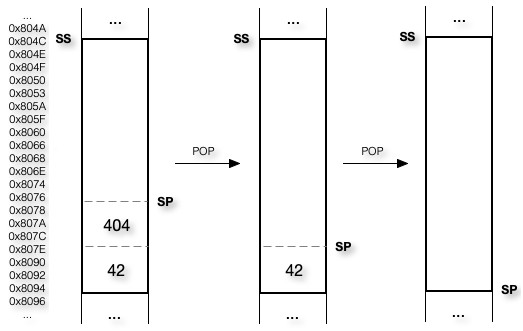 ...
0x804A
0x804C
0x804E
0x804F
0x8050
0x8053
0x805A
0x805F
0x8060
0x8066
0x8068
0x806E
0x8074
0x8076
0x8078
0x807A
0x807C
0x807E
0x8090
0x8092
0x8094
0x8096
...
...
SS
SP
404
42
...
POP
...
SS
SP
42
...
POP
...
SS
SP
...